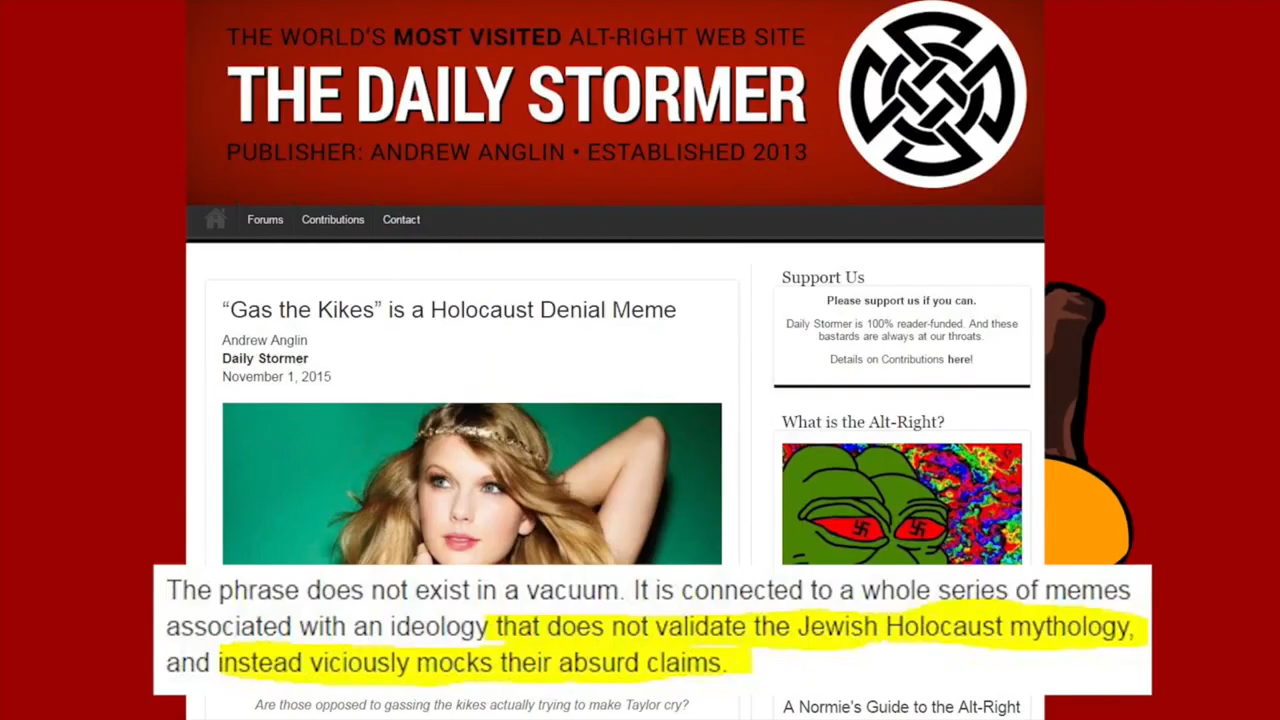 THE WORLD'S MOST VISITED ALT-RIGHT WEB SITE
THE DAILY STORMER
PUBLISHER: ANDREW ANGLIN • ESTABLISHED 2013
Forums Contributions Contact
“Gas the Kikes” is a Holocaust Denial Meme
Andrew Anglin
Daily Stormer
November 1, 2015
Support Us
Please support us if you can.
Daily Stormer is 100% reader-funded. And these
bastards are always at our throats.
Details on Contributions here!
What is the Alt-Right?
The phrase does not exist in a vacuum. It is connected to a whole series of memes
associated with an ideology that does not validate the Jewish Holocaust mythology,
and instead viciously mocks their absurd claims.
Are those opposed to gassing the kikes actually trying to make Taylor cry?
A Normie's Guide to the Alt-Right